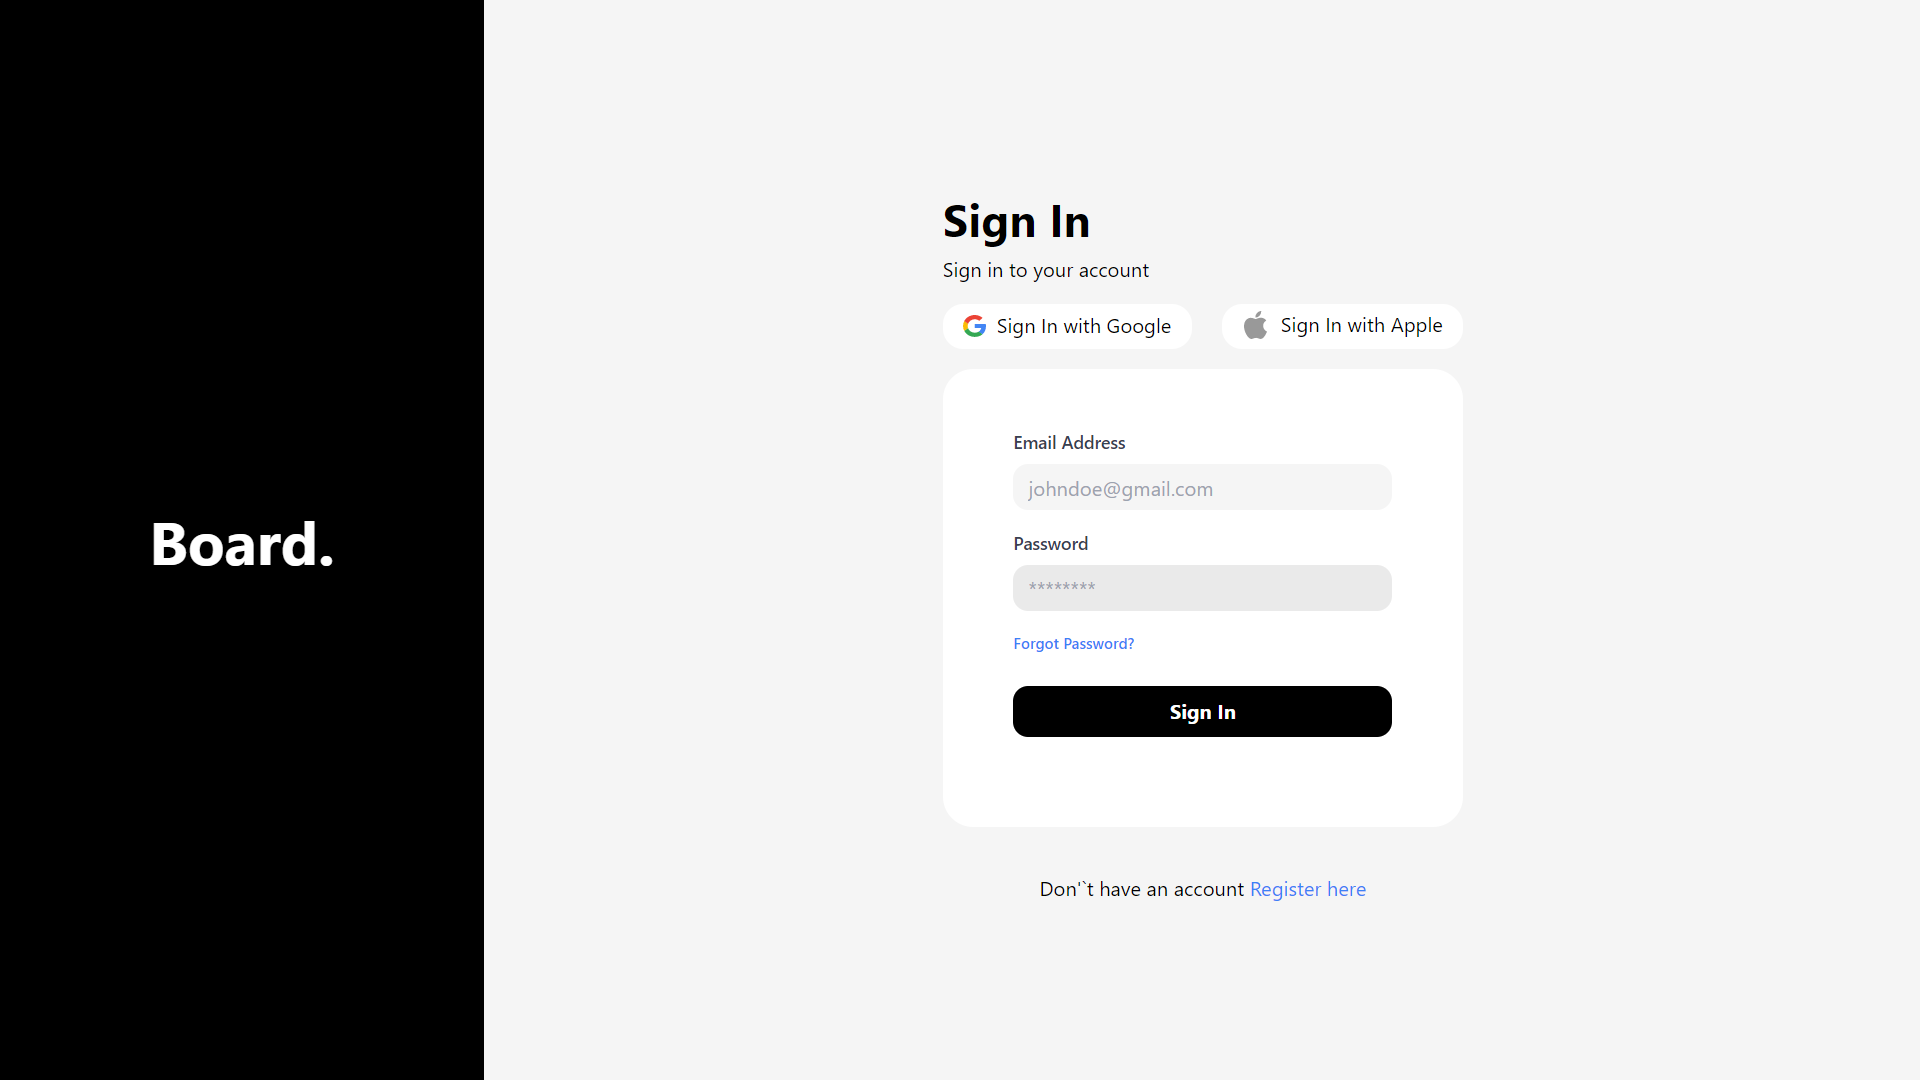 Board.
Sign In
Sign in to your account
Sign In with Google
Sign In with Apple
Email Address
johndoe@gmail.com
Password
********
Forgot Password?
Sign In
Don'`t have an account Register here